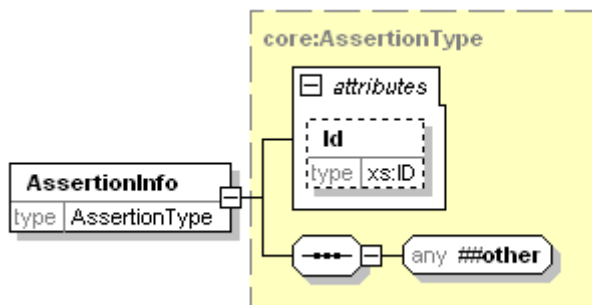 core:AssertionType
attributes
Id
type xs:ID
AssertionInfo
type AssertionType
any ##other